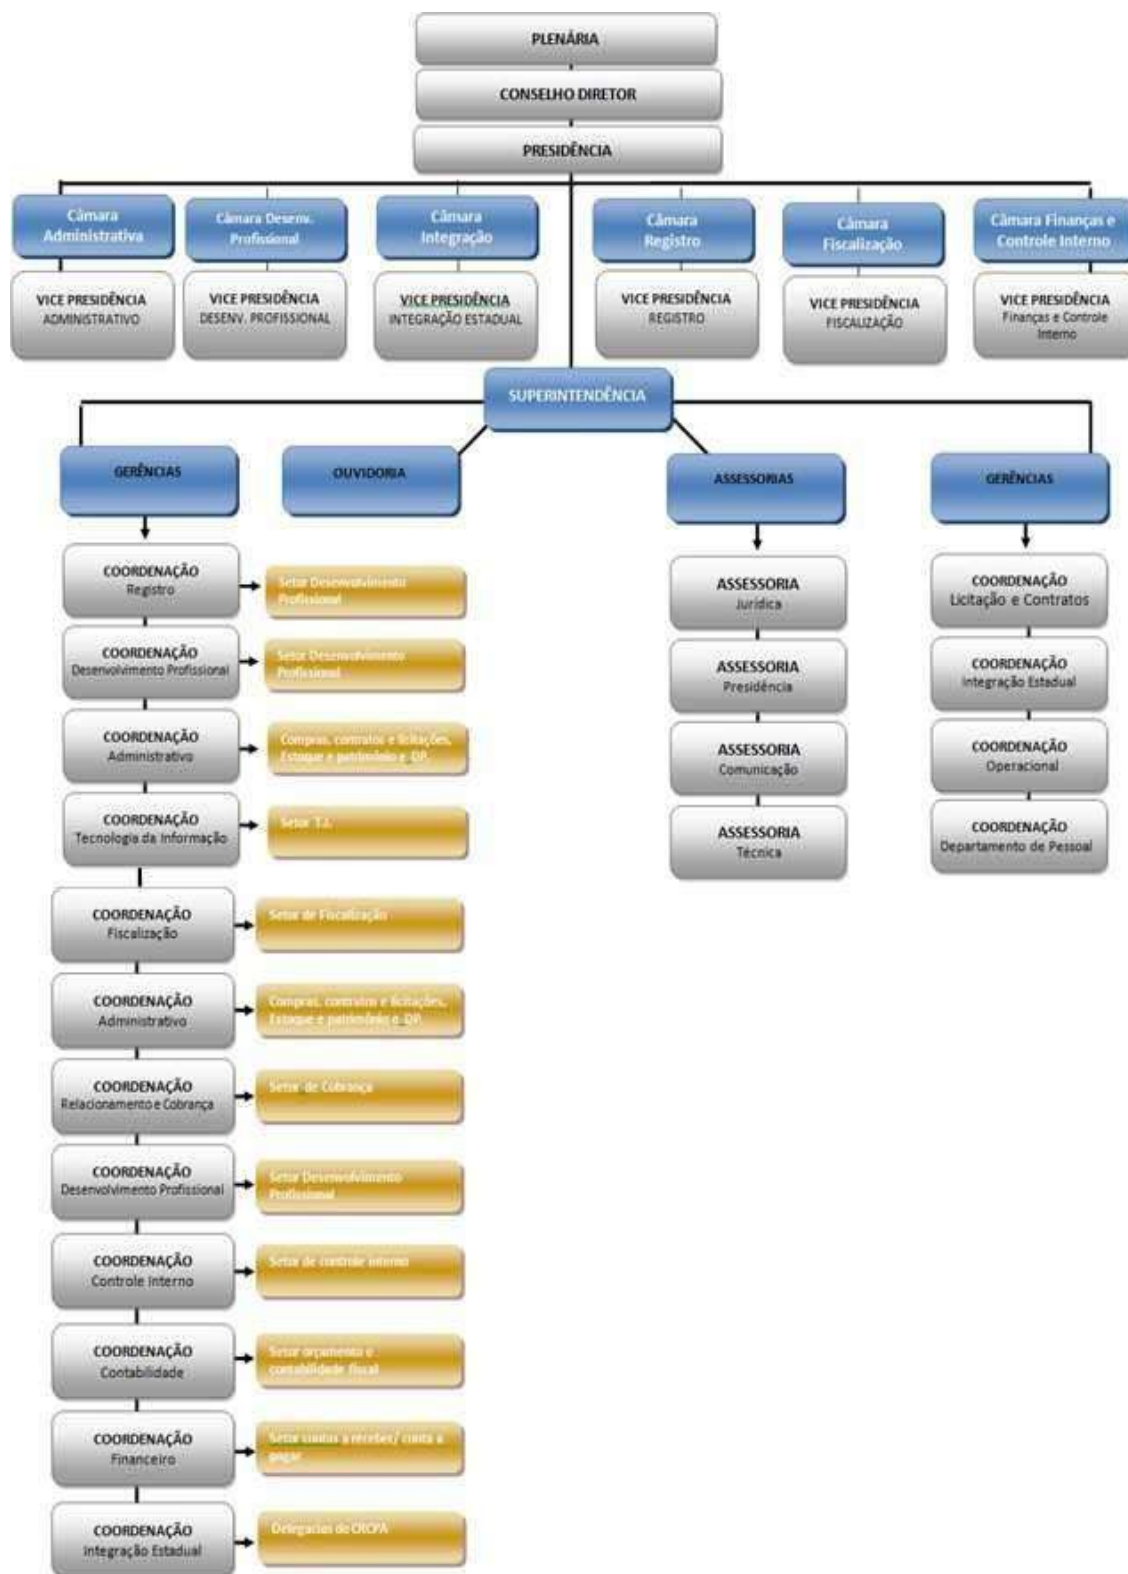 PLENÁRIA
CONSELHO DIRETOR
PRESIDÊNCIA
Câmara
Administrativa
Câmara Desenv.
Profissional
Câmara
Integração
Câmara
Registro
Câmara
Fiscalização
Câmara Finanças e
Controle Interno
VICE PRESIDÊNCIA
ADMINISTRATIVO
VICE PRESIDÊNCIA
DESENV. PROFISSIONAL
VICE PRESIDÊNCIA
INTEGRAÇÃO ESTADUAL
VICE PRESIDÊNCIA
REGISTRO
VICE PRESIDÊNCIA
FISCALIZAÇÃO
VICE PRESIDÊNCIA
Finanças e Controle
Interno
SUPERINTENDÊNCIA
GERÊNCIAS
OUVIDORIA
ASSESSORIAS
GERÊNCIAS
COORDENAÇÃO
Registro
Setor Desenvolvimento
Profissional
COORDENAÇÃO
Desenvolvimento Profissional
Setor Desenvolvimento
Profissional
COORDENAÇÃO
Administrativo
Compras, contratos e licitações,
Estoque e patrimônio e DP.
COORDENAÇÃO
Tecnologia da Informação
Setor T.I.
COORDENAÇÃO
Fiscalização
Setor de Fiscalização
COORDENAÇÃO
Administrativo
Compras, contratos e licitações,
Estoque e patrimônio e DP.
COORDENAÇÃO
Relacionamento e Cobrança
Setor de Cobrança
COORDENAÇÃO
Desenvolvimento Profissional
Setor Desenvolvimento
Profissional
COORDENAÇÃO
Controle Interno
Setor de controle interno
COORDENAÇÃO
Contabilidade
Setor orçamento e
contabilidade fiscal
COORDENAÇÃO
Financeiro
Setor contas a receber/ conta a
pagar
COORDENAÇÃO
Integração Estadual
Delegacias do CRCPA
ASSESSORIA
Jurídica
ASSESSORIA
Presidência
ASSESSORIA
Comunicação
ASSESSORIA
Técnica
COORDENAÇÃO
Licitação e Contratos
COORDENAÇÃO
Integração Estadual
COORDENAÇÃO
Operacional
COORDENAÇÃO
Departamento de Pessoal